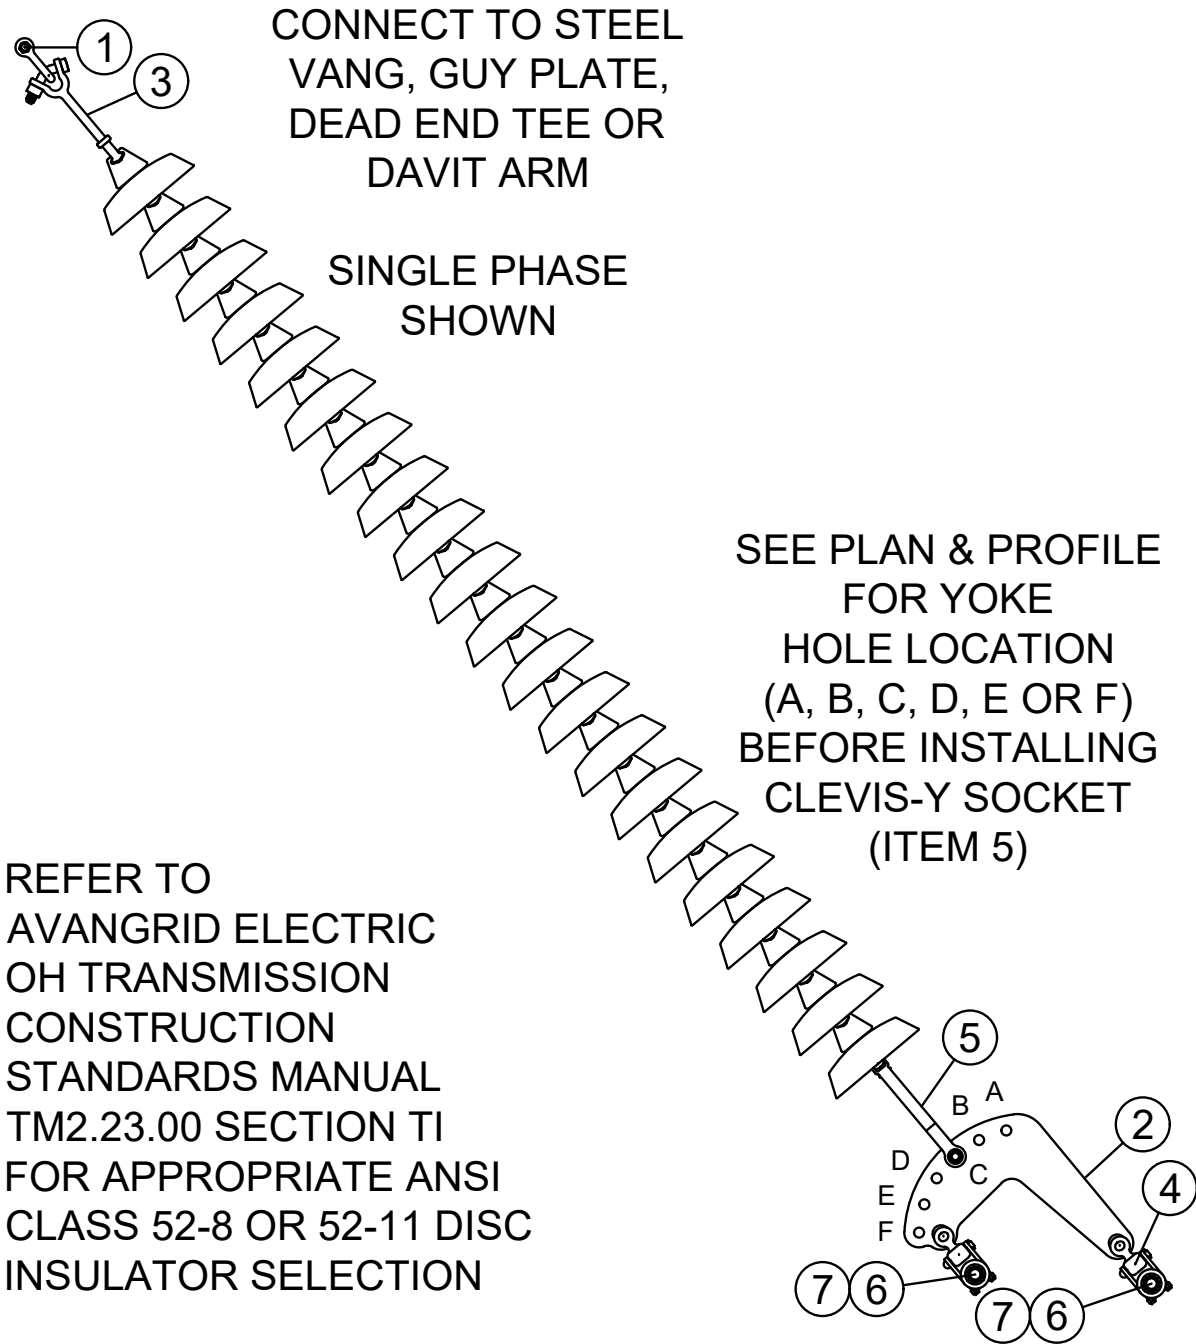 1
3
CONNECT TO STEEL
VANG, GUY PLATE,
DEAD END TEE OR
DAVIT ARM
SINGLE PHASE
SHOWN
SEE PLAN & PROFILE
FOR YOKE
HOLE LOCATION
(A, B, C, D, E OR F)
BEFORE INSTALLING
CLEVIS-Y SOCKET
(ITEM 5)
REFER TO
AVANGRID ELECTRIC
OH TRANSMISSION
CONSTRUCTION
STANDARDS MANUAL
TM2.23.00 SECTION TI
FOR APPROPRIATE ANSI
CLASS 52-8 OR 52-11 DISC
INSULATOR SELECTION
5
B A
2
D
C
E
4
F
7 6
7 6